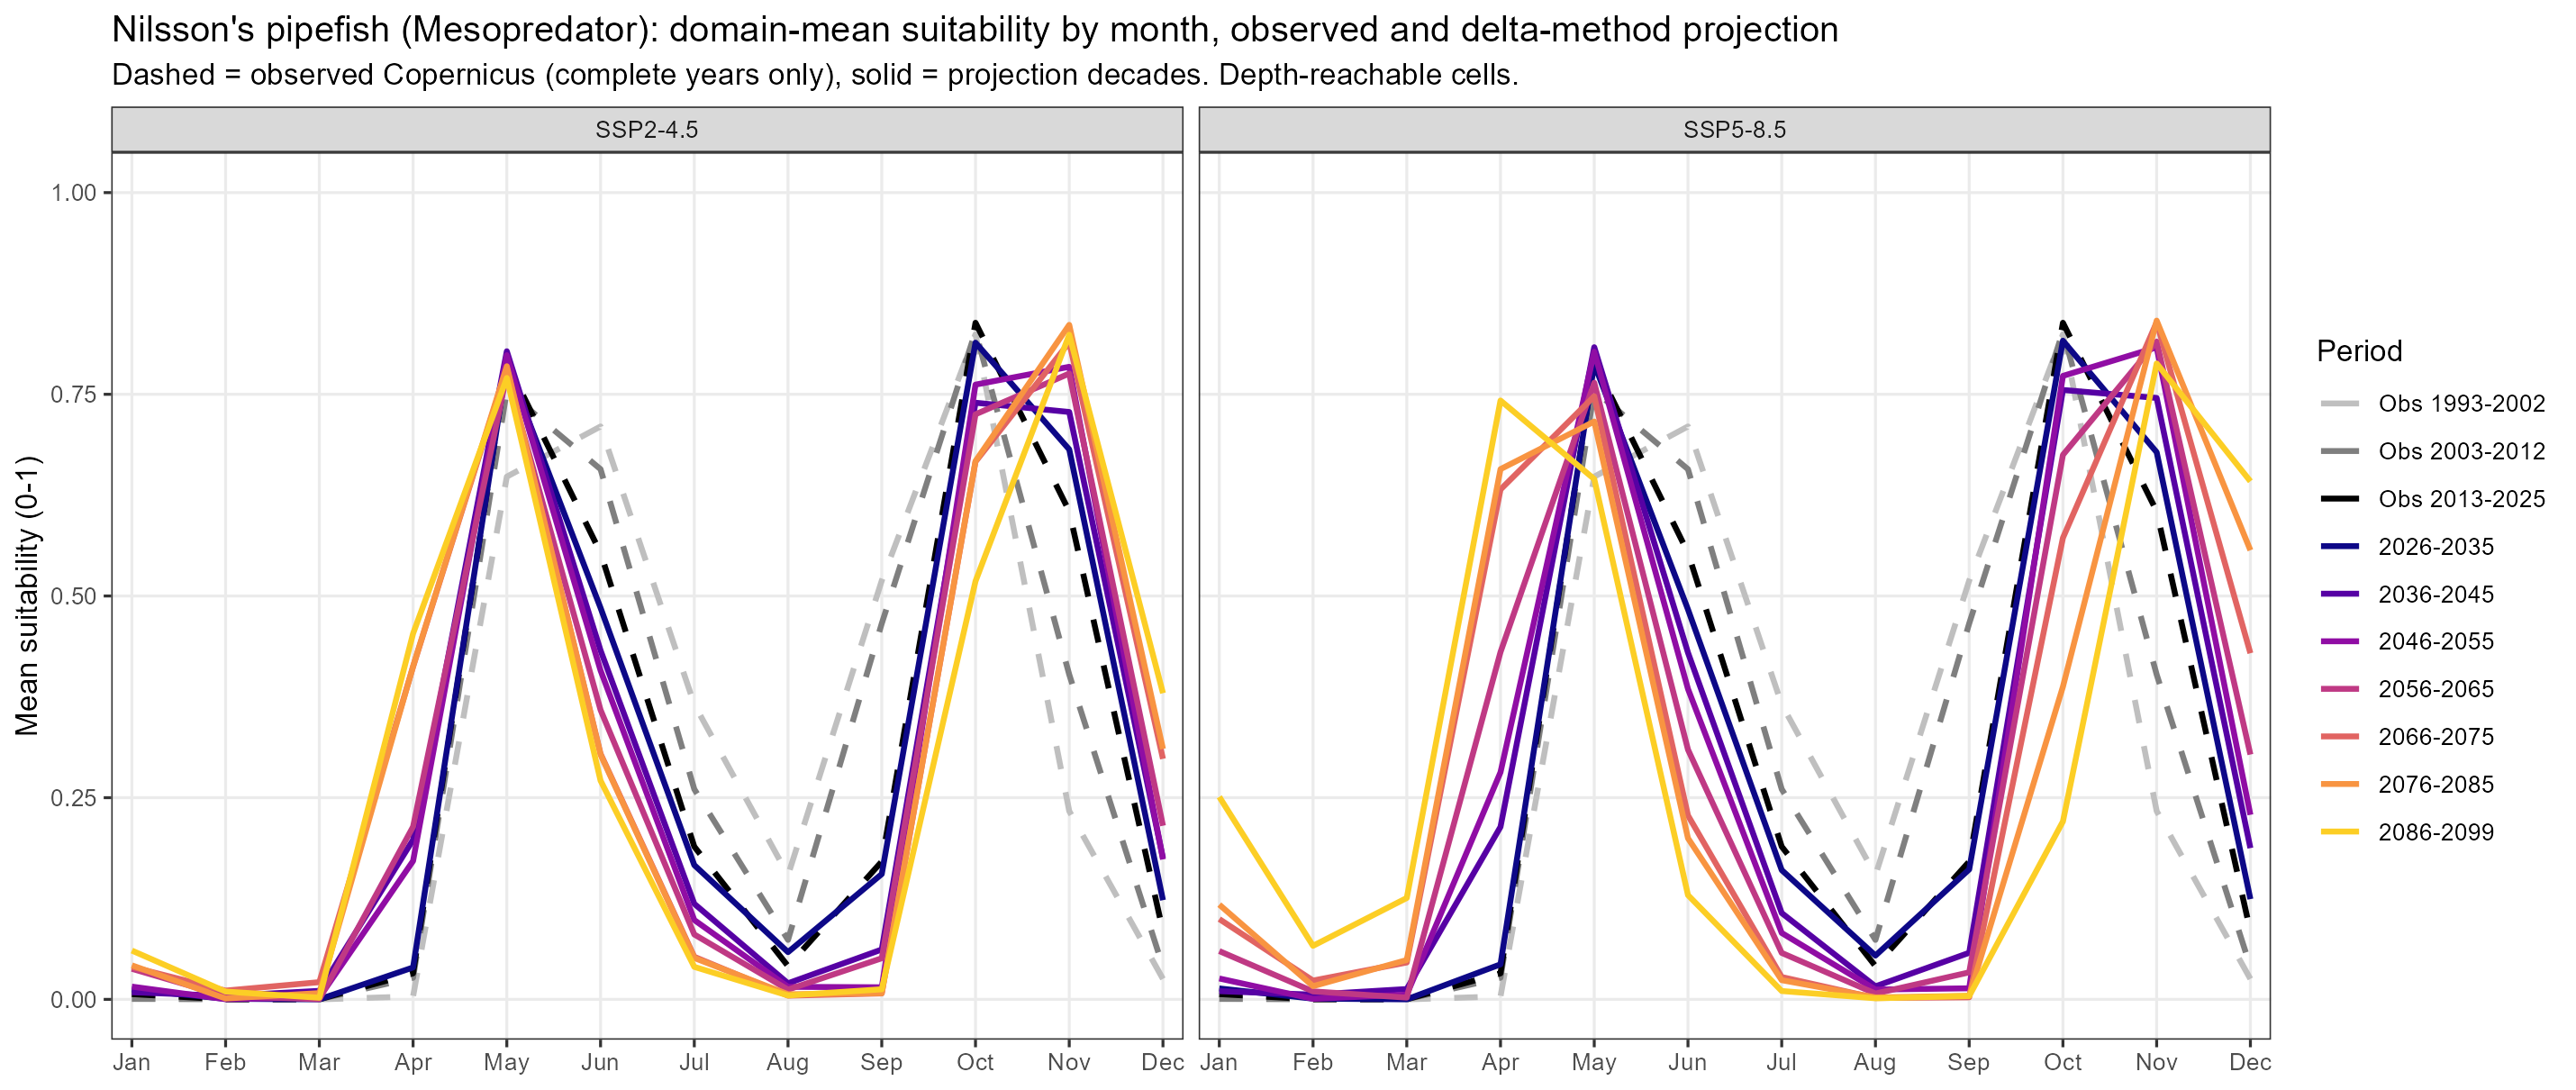 Nilsson's pipefish (Mesopredator): domain-mean suitability by month, observed and delta-method projection
Dashed = observed Copernicus (complete years only), solid = projection decades. Depth-reachable cells.
SSP2-4.5
SSP5-8.5
Mean suitability (0-1)
1.00
0.75
0.50
0.25
0.00
Jan Feb Mar Apr May Jun Jul Aug Sep Oct Nov Dec
Jan Feb Mar Apr May Jun Jul Aug Sep Oct Nov Dec
Period
Obs 1993-2002
Obs 2003-2012
Obs 2013-2025
2026-2035
2036-2045
2046-2055
2056-2065
2066-2075
2076-2085
2086-2099